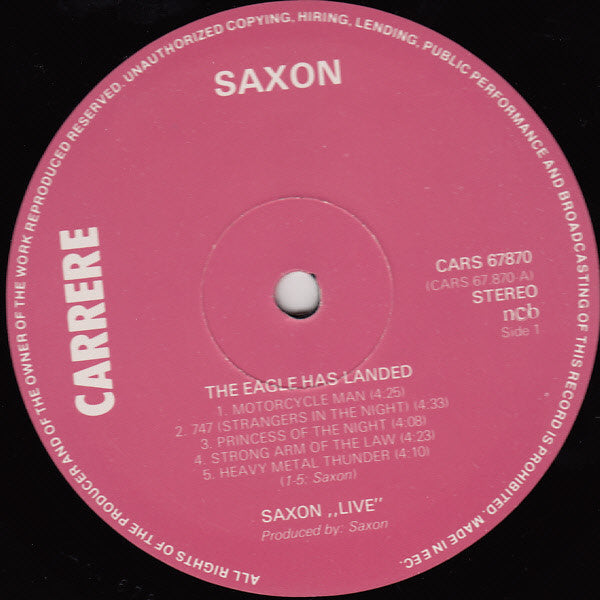 ALL RIGHTS OF THE PRODUCER AND OF THE OWNER OF THE WORK REPRODUCED RESERVED. UNAUTHORIZED COPYING, HIRING, LENDING, PUBLIC PERFORMANCE AND BROADCASTING OF THIS RECORD IS PROHIBITED. MADE IN EEC.
SAXON
CARRERE
CARS 67870
(CARS 67.870-A)
STEREO
ncb
Side 1
THE EAGLE HAS LANDED
1. MOTORCYCLE MAN (4:25)
2. 747 (STRANGERS IN THE NIGHT) (4.33)
3. PRINCESS OF THE NIGHT (4:08)
4. STRONG ARM OF THE LAW (4:23)
5. HEAVY METAL THUNDER (4:10)
(1-5: Saxon)
SAXON ,,LIVE"
Produced by: Saxon